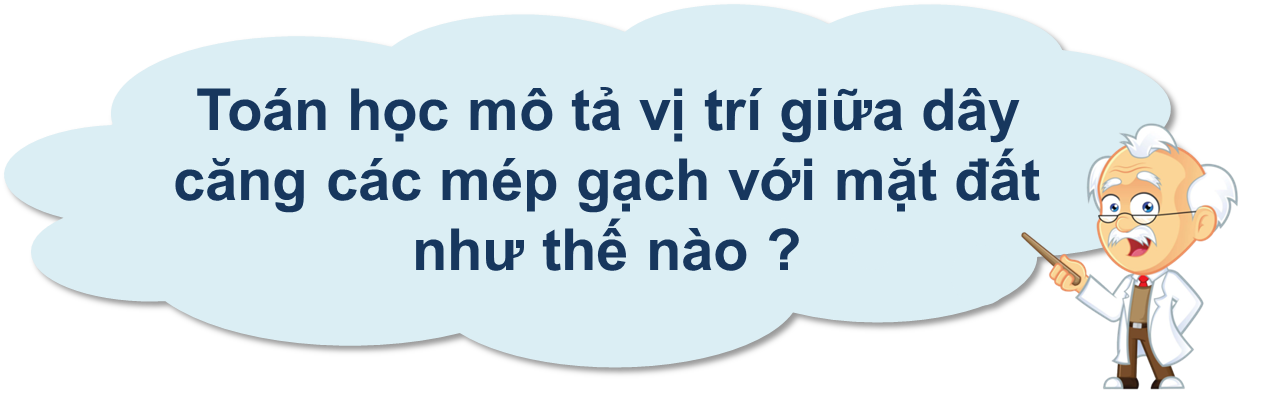 Toán học mô tả vị trí giữa dây
căng các mép gạch với mặt đất
như thế nào ?